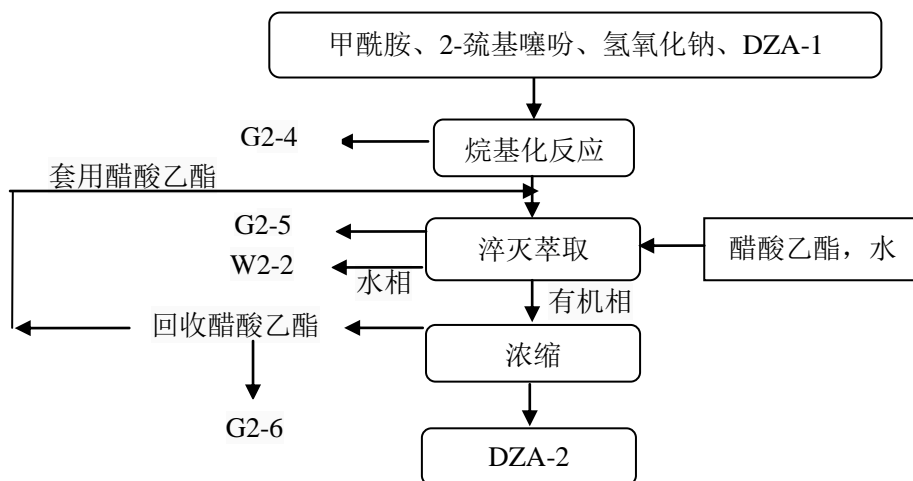 甲酰胺、2-巯基噻吩、氢氧化钠、DZA-1
G2-4
烷基化反应
套用醋酸乙酯
G2-5
淬灭萃取
醋酸乙酯，水
W2-2
水相
有机相
回收醋酸乙酯
浓缩
G2-6
DZA-2